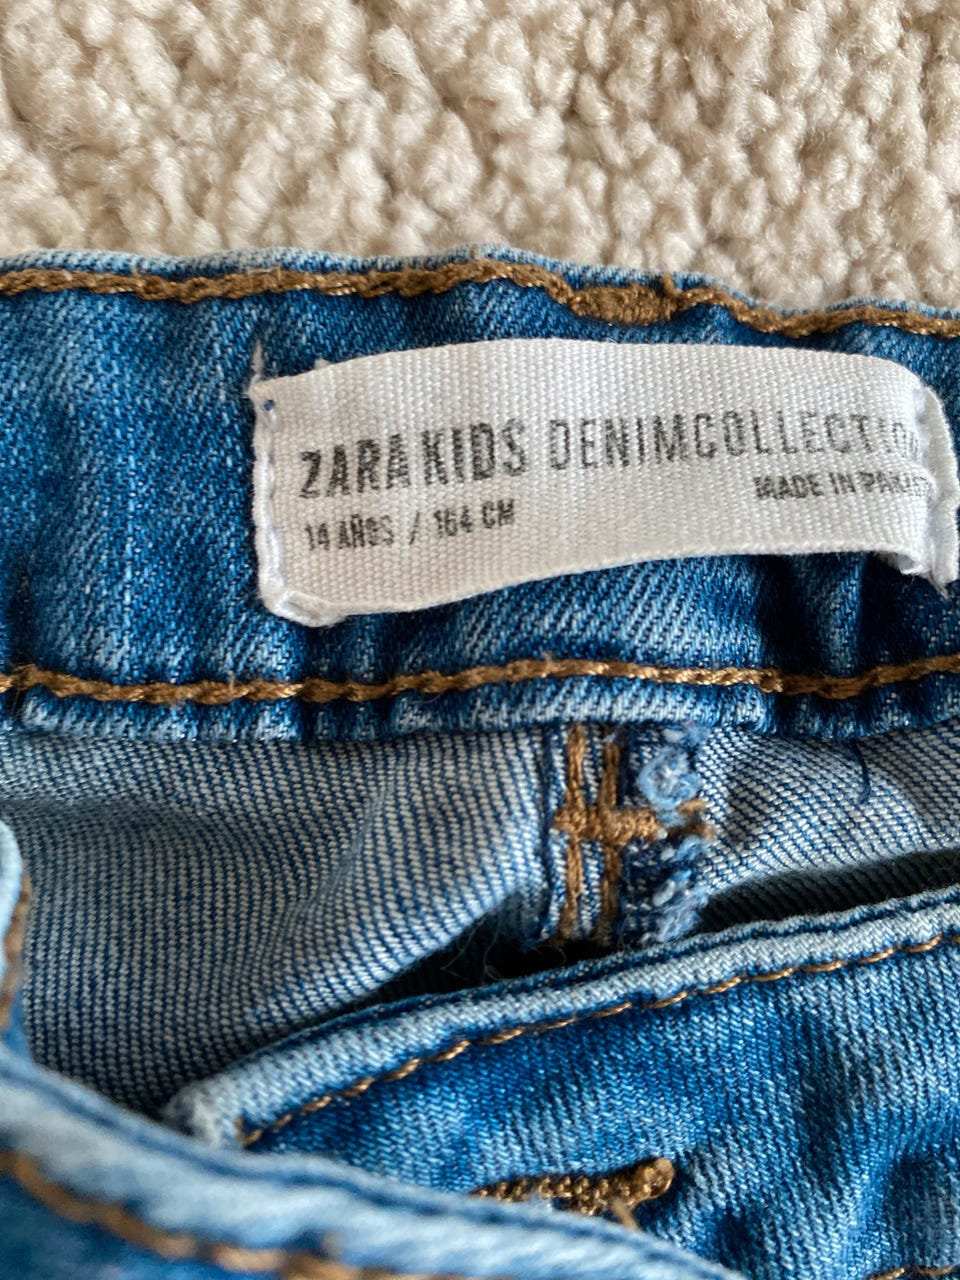 ZARA KIDS DENIMCOLLECTION
MADE IN
14 AÑOS / 164 CM